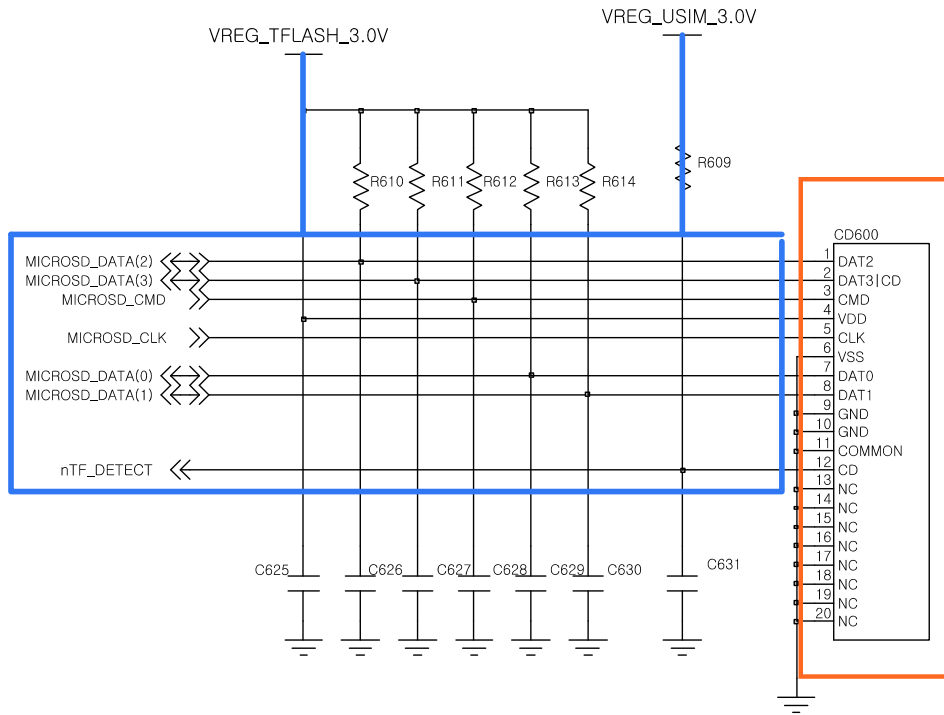 VREG_USIM_3.0V
VREG_TFLASH_3.0V
R609
R610
R611
R612
R613
R614
CD600
MICROSD_DATA(2)
1 DAT2
MICROSD_DATA(3)
2 DAT3|CD
MICROSD_CMD
3 CMD
4 VDD
MICROSD_CLK
5 CLK
6 VSS
MICROSD_DATA(0)
7 DAT0
MICROSD_DATA(1)
8 DAT1
9 GND
10 GND
11 COMMON
nTF_DETECT
12 CD
13 NC
14 NC
15 NC
16 NC
17 NC
18 NC
19 NC
20 NC
C625
C626
C627
C628
C629
C630
C631